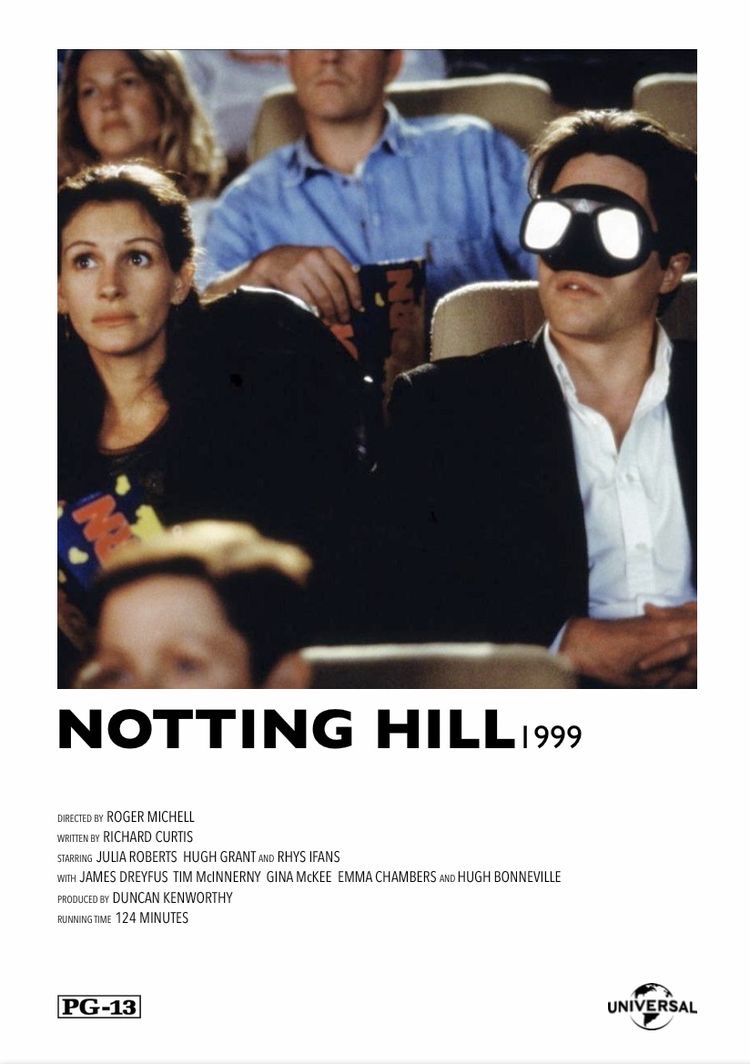 NOTTING HILL 1999
DIRECTED BY ROGER MICHELL
WRITTEN BY RICHARD CURTIS
STARRING JULIA ROBERTS HUGH GRANT AND RHYS IFANS
WITH JAMES DREYFUS TIM McINNERNY GINA McKEE EMMA CHAMBERS AND HUGH BONNEVILLE
PRODUCED BY DUNCAN KENWORTHY
RUNNING TIME 124 MINUTES
PG-13
UNIVERSAL